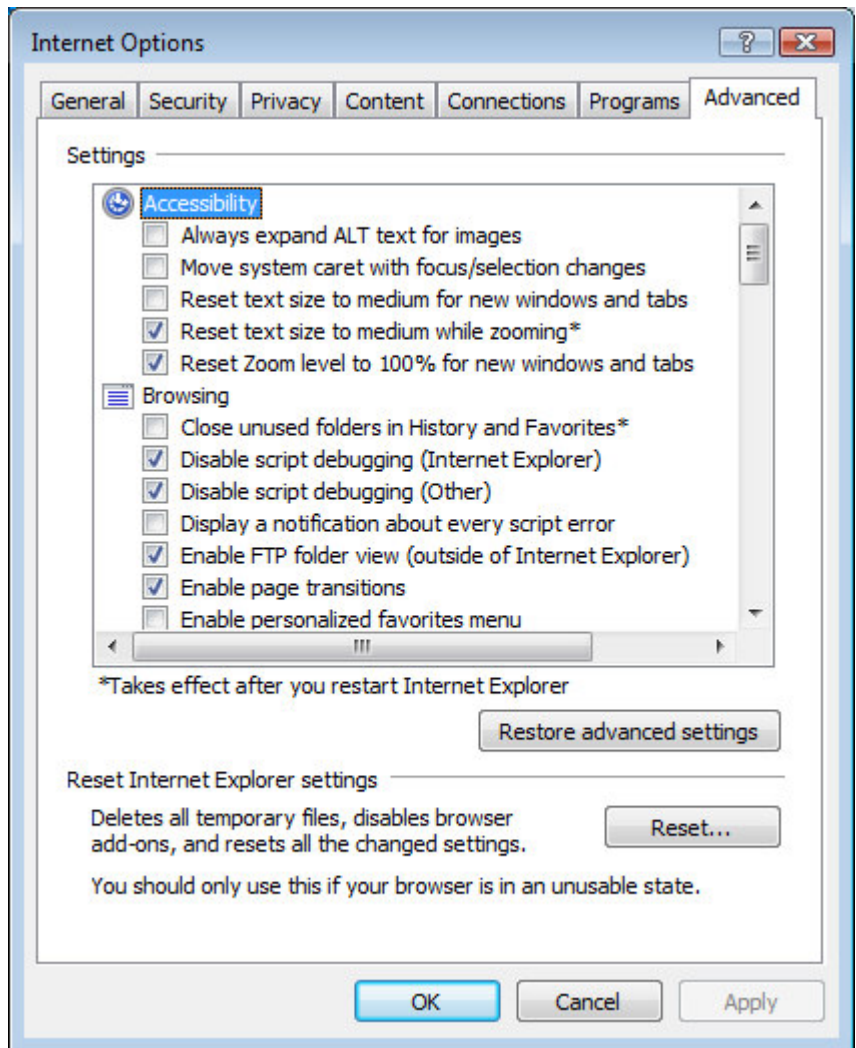 Internet Options
General Security Privacy Content Connections Programs Advanced
Settings
Accessibility
Always expand ALT text for images
Move system caret with focus/selection changes
Reset text size to medium for new windows and tabs
Reset text size to medium while zooming*
Reset Zoom level to 100% for new windows and tabs
Browsing
Close unused folders in History and Favorites*
Disable script debugging (Internet Explorer)
Disable script debugging (Other)
Display a notification about every script error
Enable FTP folder view (outside of Internet Explorer)
Enable page transitions
Enable personalized favorites menu
*Takes effect after you restart Internet Explorer
Restore advanced settings
Reset Internet Explorer settings
Deletes all temporary files, disables browser
add-ons, and resets all the changed settings.
Reset...
You should only use this if your browser is in an unusable state.
OK Cancel Apply